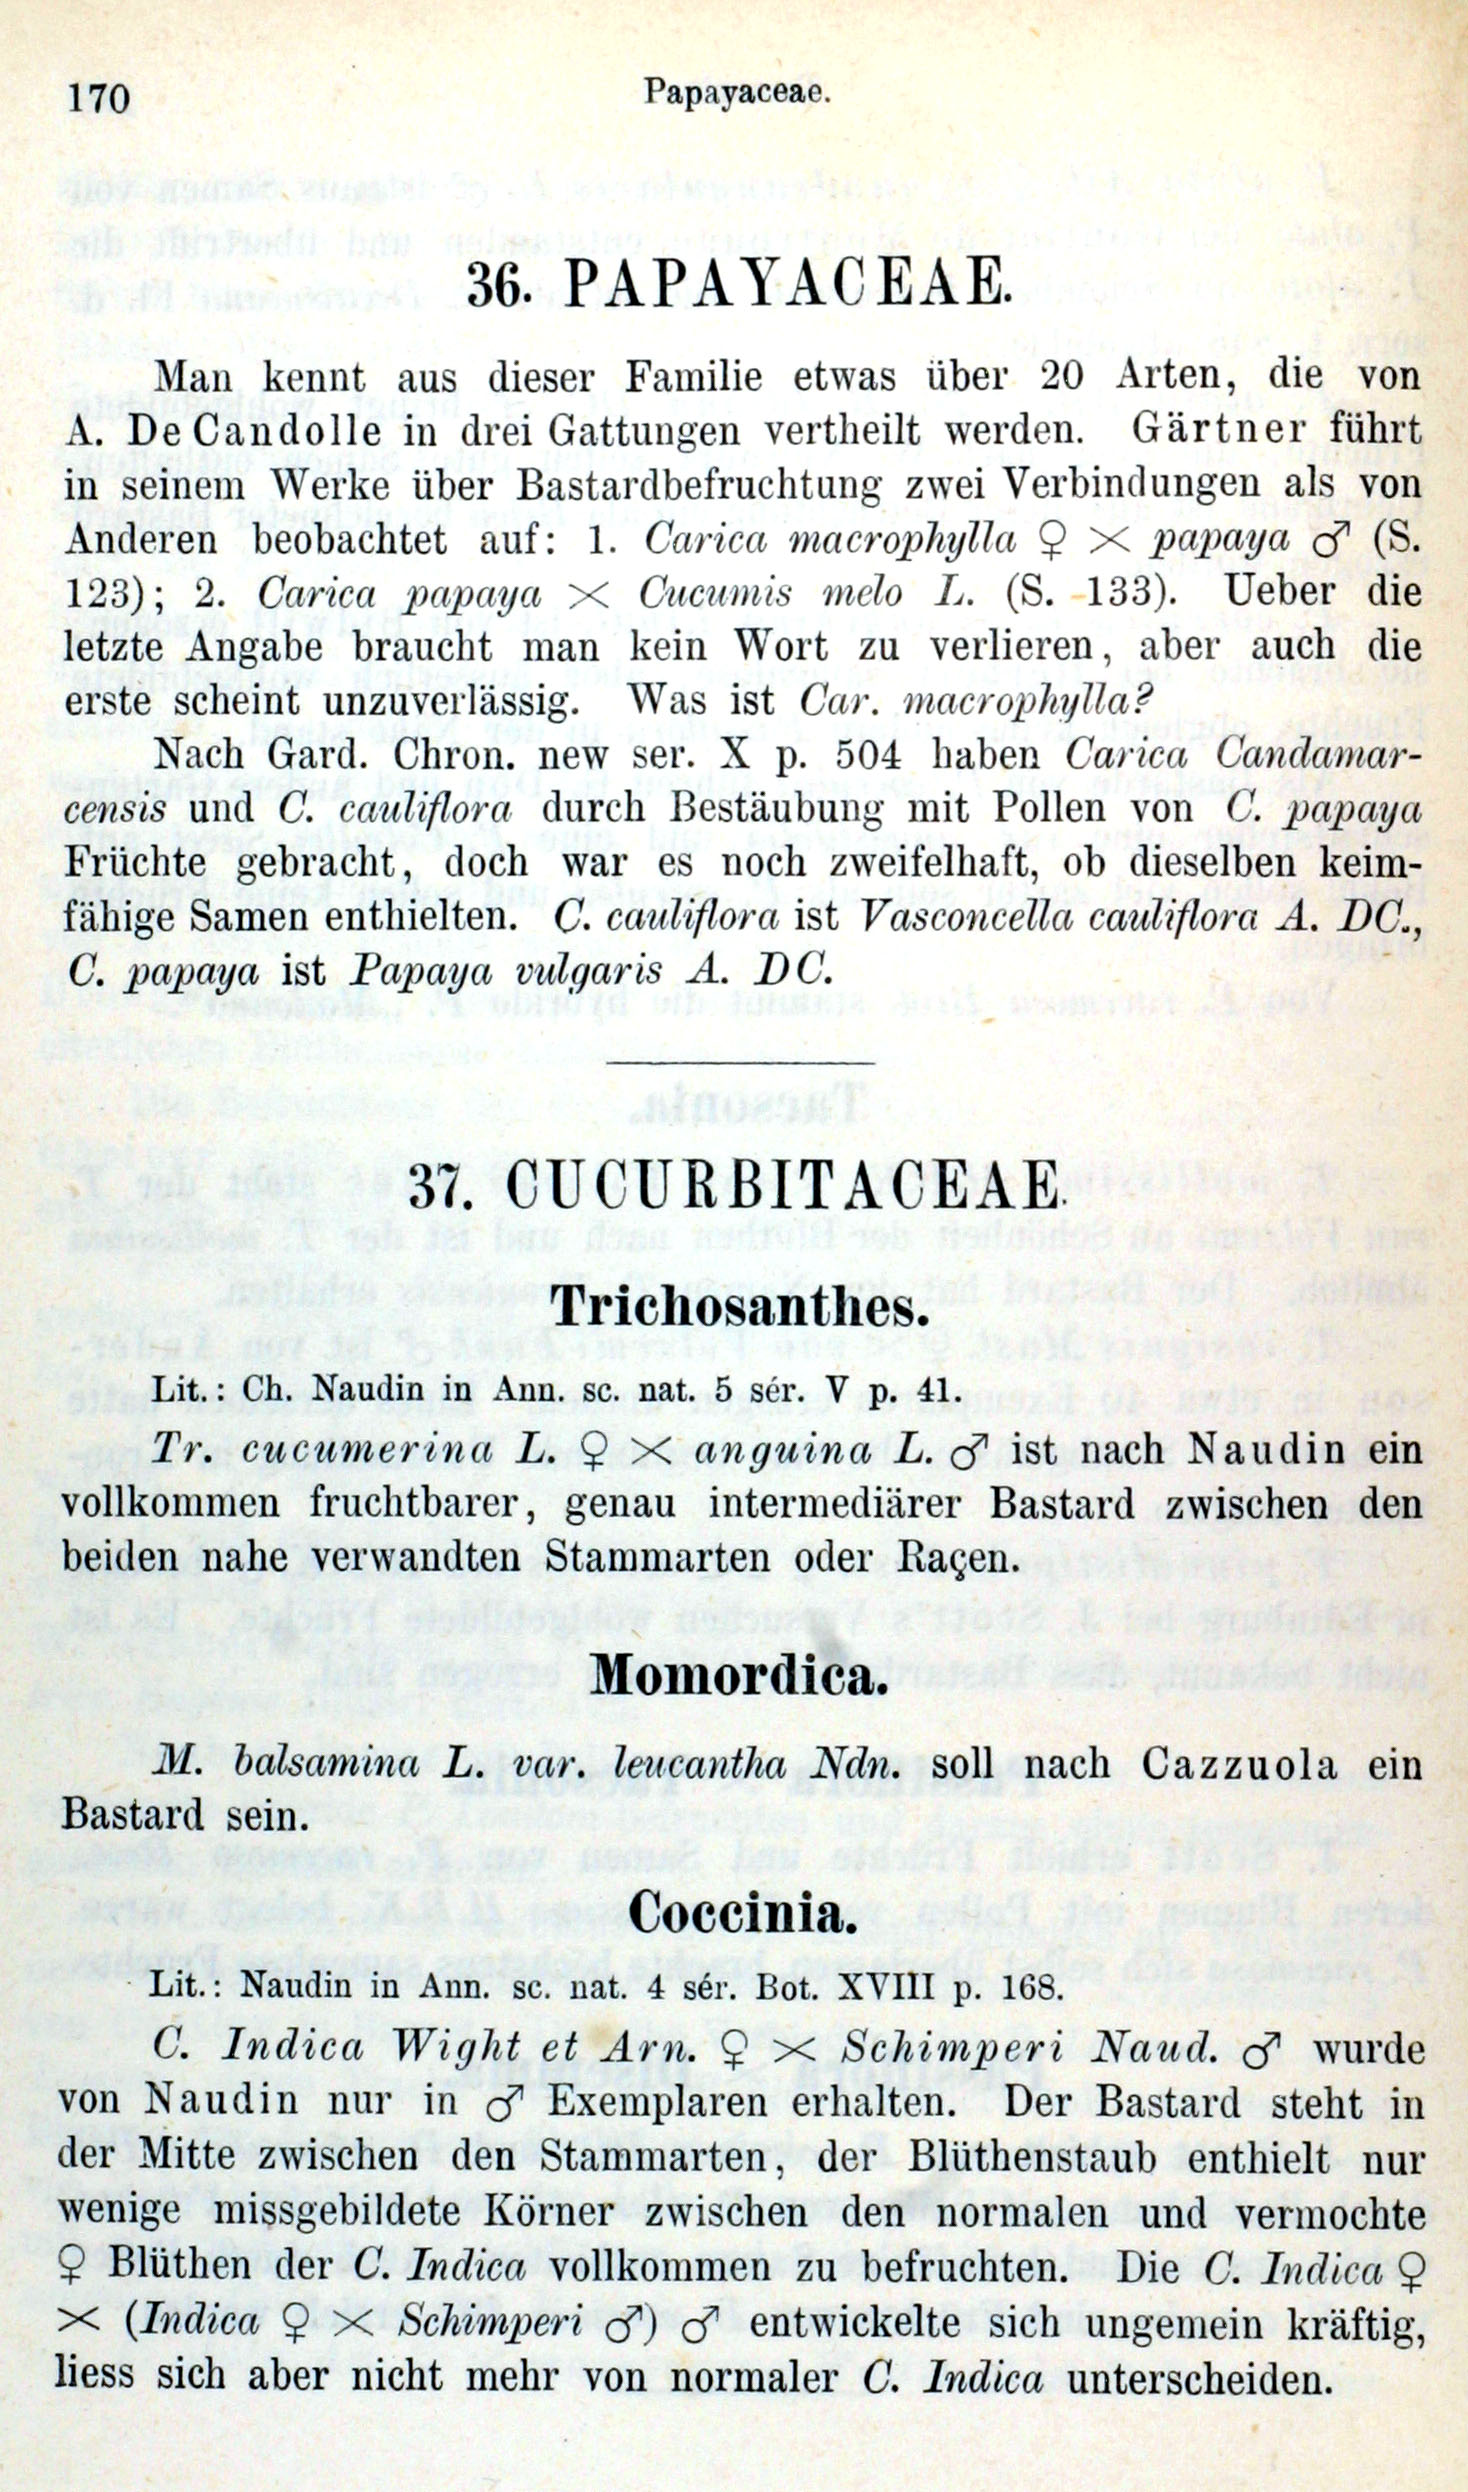 170
Papayaceae.
36. PAPAYACEAE.
Man kennt aus dieser Familie etwas über 20 Arten, die von
A. De Candolle in drei Gattungen vertheilt werden. Gärtner führt
in seinem Werke über Bastardbefruchtung zwei Verbindungen als von
Anderen beobachtet auf: 1. Carica macrophylla ♀ × papaya ♂ (S.
123); 2. Carica papaya × Cucumis melo L. (S. 133). Ueber die
letzte Angabe braucht man kein Wort zu verlieren, aber auch die
erste scheint unzuverlässig. Was ist Car. macrophylla?
Nach Gard. Chron. new ser. X p. 504 haben Carica Candamar-
censis und C. cauliflora durch Bestäubung mit Pollen von C. papaya
Früchte gebracht, doch war es noch zweifelhaft, ob dieselben keim-
fähige Samen enthielten. C. cauliflora ist Vasconcella cauliflora A. DC.,
C. papaya ist Papaya vulgaris A. DC.
37. CUCURBITACEAE.
Trichosanthes.
Lit.: Ch. Naudin in Ann. sc. nat. 5 sér. V p. 41.
Tr. cucumerina L. ♀ × anguina L. ♂ ist nach Naudin ein
vollkommen fruchtbarer, genau intermediärer Bastard zwischen den
beiden nahe verwandten Stammarten oder Raçen.
Momordica.
M. balsamina L. var. leucantha Ndn. soll nach Cazzuola ein
Bastard sein.
Coccinia.
Lit.: Naudin in Ann. sc. nat. 4 sér. Bot. XVIII p. 168.
C. Indica Wight et Arn. ♀ × Schimperi Naud. ♂ wurde
von Naudin nur in ♂ Exemplaren erhalten. Der Bastard steht in
der Mitte zwischen den Stammarten, der Blüthenstaub enthielt nur
wenige missgebildete Körner zwischen den normalen und vermochte
♀ Blüthen der C. Indica vollkommen zu befruchten. Die C. Indica ♀
× (Indica ♀ × Schimperi ♂) ♂ entwickelte sich ungemein kräftig,
liess sich aber nicht mehr von normaler C. Indica unterscheiden.